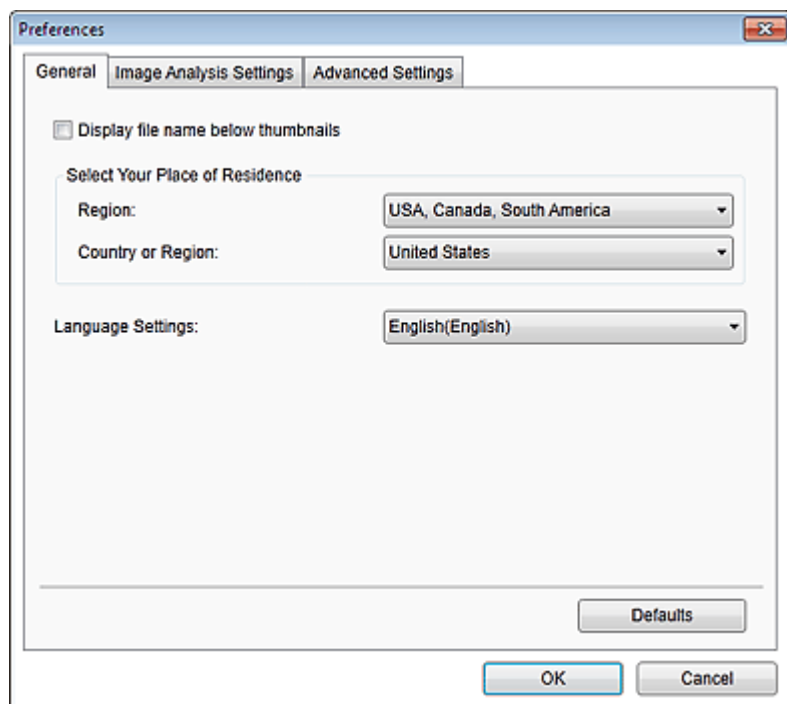 Preferences
General Image Analysis Settings Advanced Settings
Display file name below thumbnails
Select Your Place of Residence
Region: USA, Canada, South America
Country or Region: United States
Language Settings: English(English)
Defaults
OK Cancel